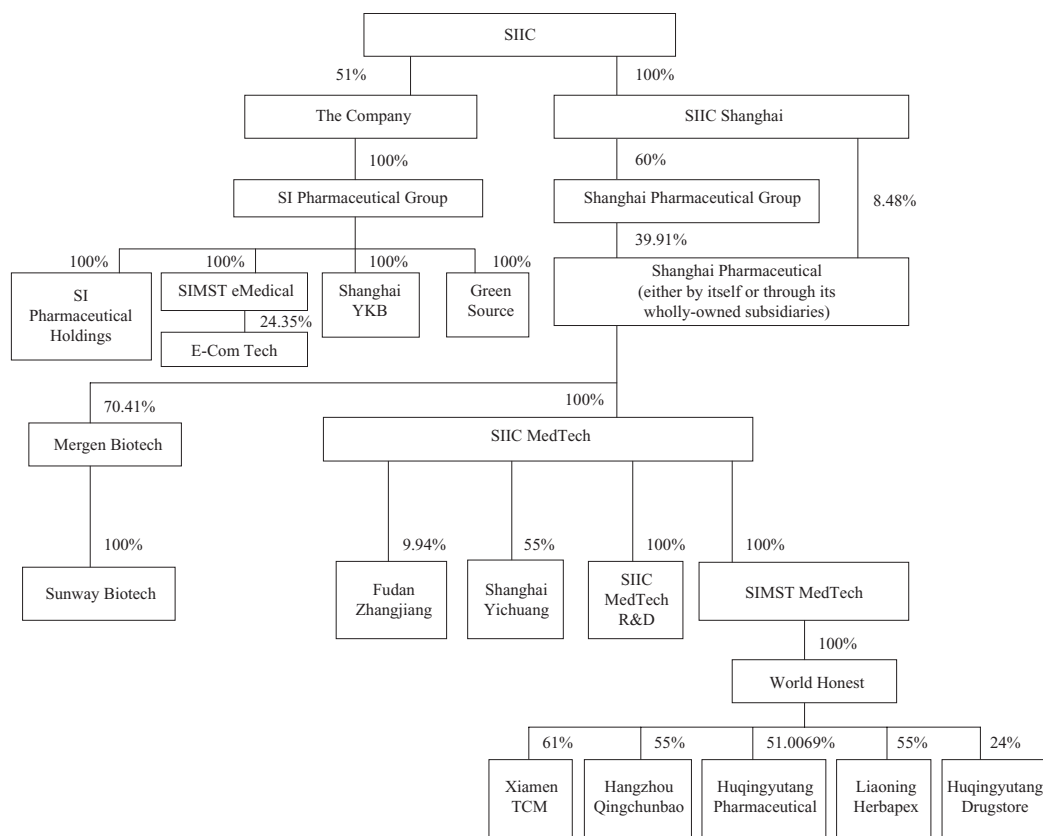 SIIC
51%
100%
The Company
SIIC Shanghai
100%
60%
SI Pharmaceutical Group
Shanghai Pharmaceutical Group
8.48%
39.91%
100%
100%
100%
100%
SI
Pharmaceutical
Holdings
SIMST eMedical
Shanghai
YKB
Green
Source
Shanghai Pharmaceutical
(either by itself or through its
wholly-owned subsidiaries)
24.35%
E-Com Tech
70.41%
100%
Mergen Biotech
SIIC MedTech
100%
9.94%
55%
100%
100%
Sunway Biotech
Fudan
Zhangjiang
Shanghai
Yichuang
SIIC
MedTech
R&D
SIMST MedTech
100%
World Honest
61%
55%
51.0069%
55%
24%
Xiamen
TCM
Hangzhou
Qingchunbao
Huqingyutang
Pharmaceutical
Liaoning
Herbapex
Huqingyutang
Drugstore